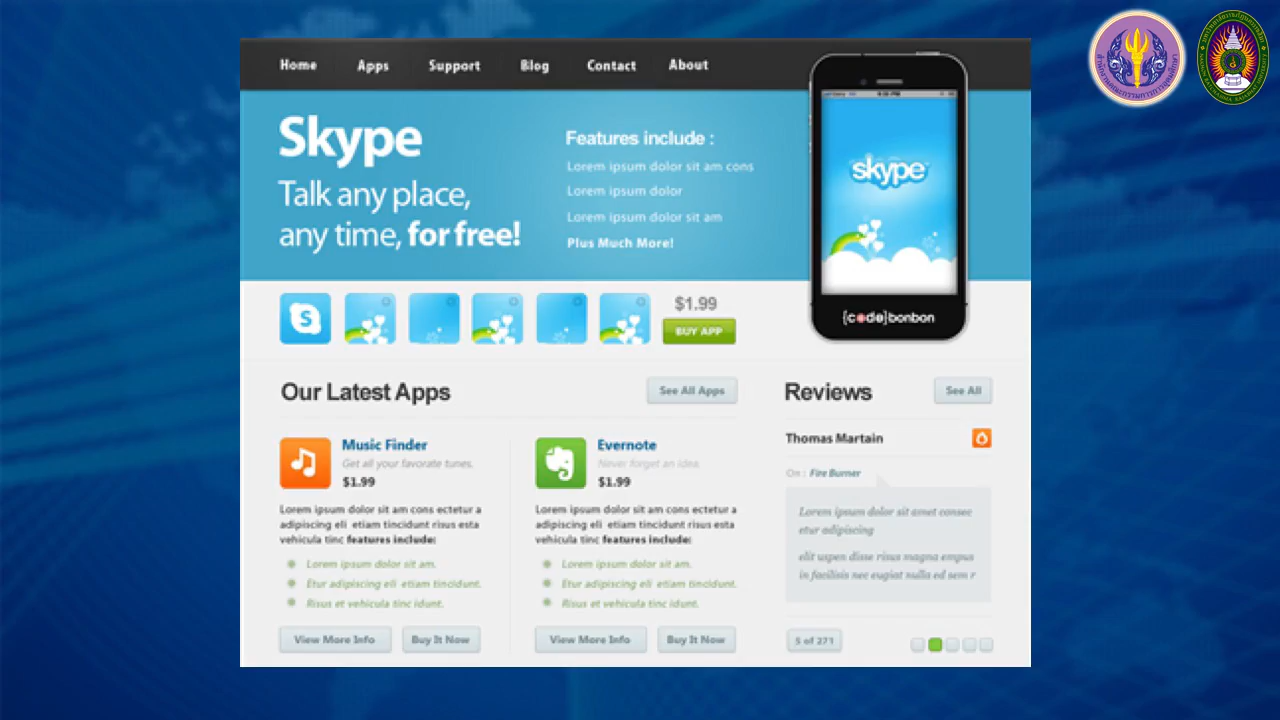 Home Apps Support Blog Contact About
Skype
Talk any place,
any time, for free!
Features include :
Lorem ipsum dolor sit am cons
Lorem ipsum dolor
Lorem ipsum dolor sit am
Plus Much More!
skype
{code}bonbon
$1.99
BUY APP
Our Latest Apps
See All Apps
Music Finder
Get all your favorite tunes.
$1.99
Lorem ipsum dolor sit am cons ectetur a
adipiscing eli etiam tincidunt risus esta
vehicula tinc features include:
Lorem ipsum dolor sit am.
Etur adipiscing eli etiam tincidunt.
Risus et vehicula tinc idunt.
View More Info
Buy It Now
Evernote
Never forget an idea.
$1.99
Lorem ipsum dolor sit am cons ectetur a
adipiscing eli etiam tincidunt risus esta
vehicula tinc features include:
Lorem ipsum dolor sit am.
Etur adipiscing eli etiam tincidunt.
Risus et vehicula tinc idunt.
View More Info
Buy It Now
Reviews
See All
Thomas Martain
On : Fire Burner
Lorem ipsum dolor sit amet consec
etur adipiscing
elit uspen disse risus magna empus
in facilisis nec eugiat nulla ed sem r
5 of 271